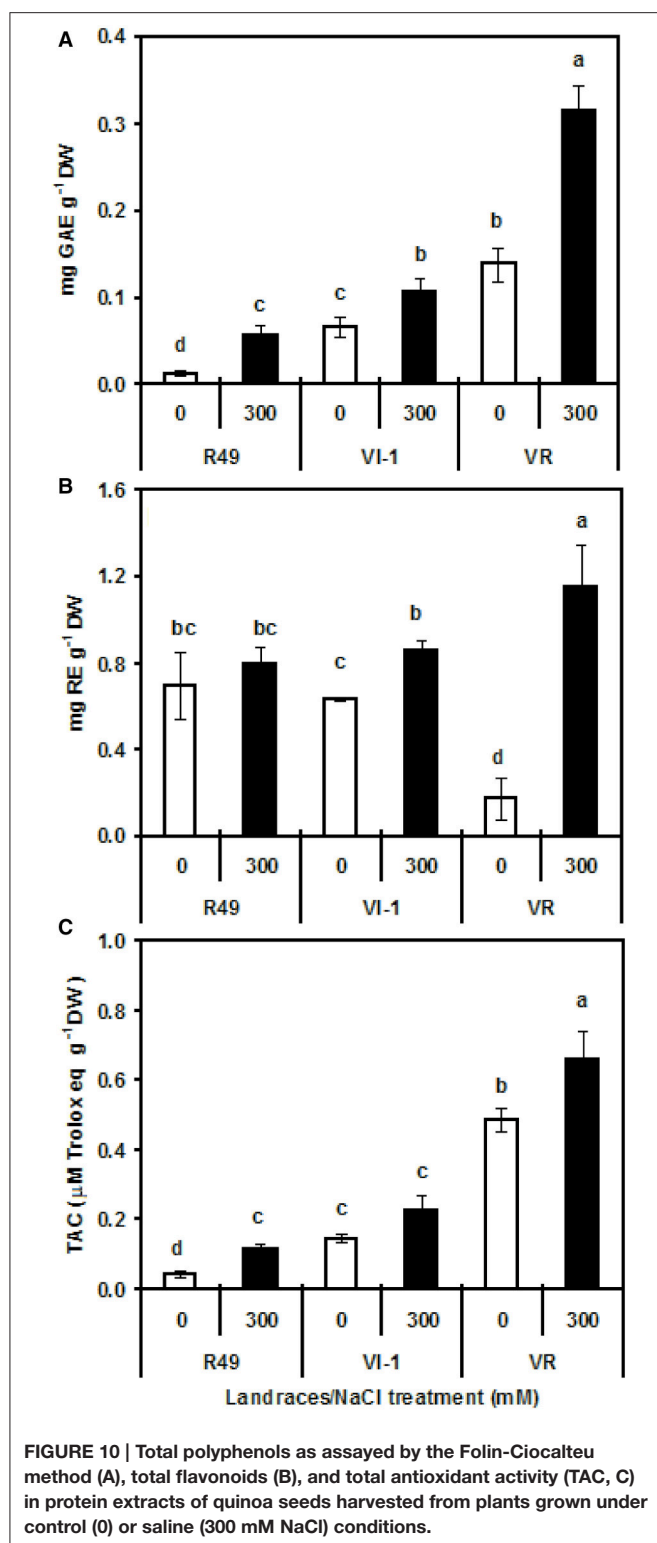 A
mg GAE g⁻¹ DW
0.4
0.3
0.2
0.1
0.0
d
c
c
b
b
a
0 300 0 300 0 300
R49 VI-1 VR
B
mg RE g⁻¹ DW
1.6
1.2
0.8
0.4
0.0
bc
bc
c
b
d
a
0 300 0 300 0 300
R49 VI-1 VR
C
TAC ( µM Trolox eq g⁻¹DW )
1.0
0.8
0.6
0.4
0.2
0.0
d
c
c
c
b
a
0 300 0 300 0 300
R49 VI-1 VR
Landraces/NaCl treatment (mM)
FIGURE 10 | Total polyphenols as assayed by the Folin-Ciocalteu
method (A), total flavonoids (B), and total antioxidant activity (TAC, C)
in protein extracts of quinoa seeds harvested from plants grown under
control (0) or saline (300 mM NaCl) conditions.